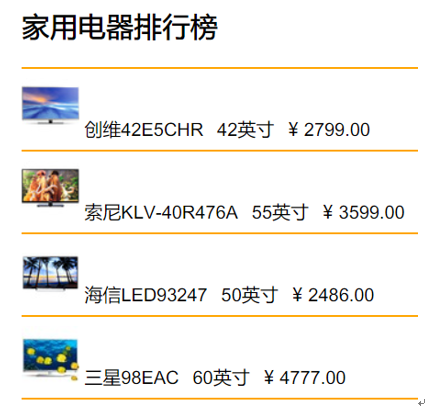 家用电器排行榜
创维42E5CHR 42英寸 ¥ 2799.00
索尼KLV-40R476A 55英寸 ¥ 3599.00
海信LED93247 50英寸 ¥ 2486.00
三星98EAC 60英寸 ¥ 4777.00